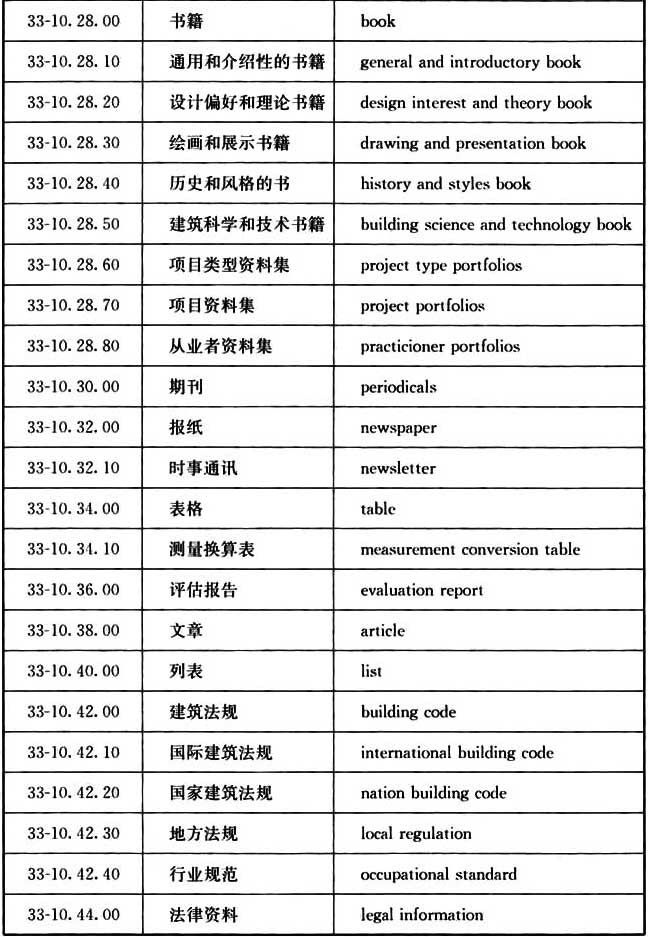 33-10.28.00 书籍 book
33-10.28.10 通用和介绍性的书籍 general and introductory book
33-10.28.20 设计偏好和理论书籍 design interest and theory book
33-10.28.30 绘画和展示书籍 drawing and presentation book
33-10.28.40 历史和风格的书 history and styles book
33-10.28.50 建筑科学和技术书籍 building science and technology book
33-10.28.60 项目类型资料集 project type portfolios
33-10.28.70 项目资料集 project portfolios
33-10.28.80 从业者资料集 practicioner portfolios
33-10.30.00 期刊 periodicals
33-10.32.00 报纸 newspaper
33-10.32.10 时事通讯 newsletter
33-10.34.00 表格 table
33-10.34.10 测量换算表 measurement conversion table
33-10.36.00 评估报告 evaluation report
33-10.38.00 文章 article
33-10.40.00 列表 list
33-10.42.00 建筑法规 building code
33-10.42.10 国际建筑法规 international building code
33-10.42.20 国家建筑法规 nation building code
33-10.42.30 地方法规 local regulation
33-10.42.40 行业规范 occupational standard
33-10.44.00 法律资料 legal information